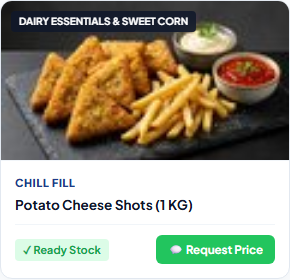 DAIRY ESSENTIALS & SWEET CORN
CHILL FILL
Potato Cheese Shots (1 KG)
✓ Ready Stock
Request Price